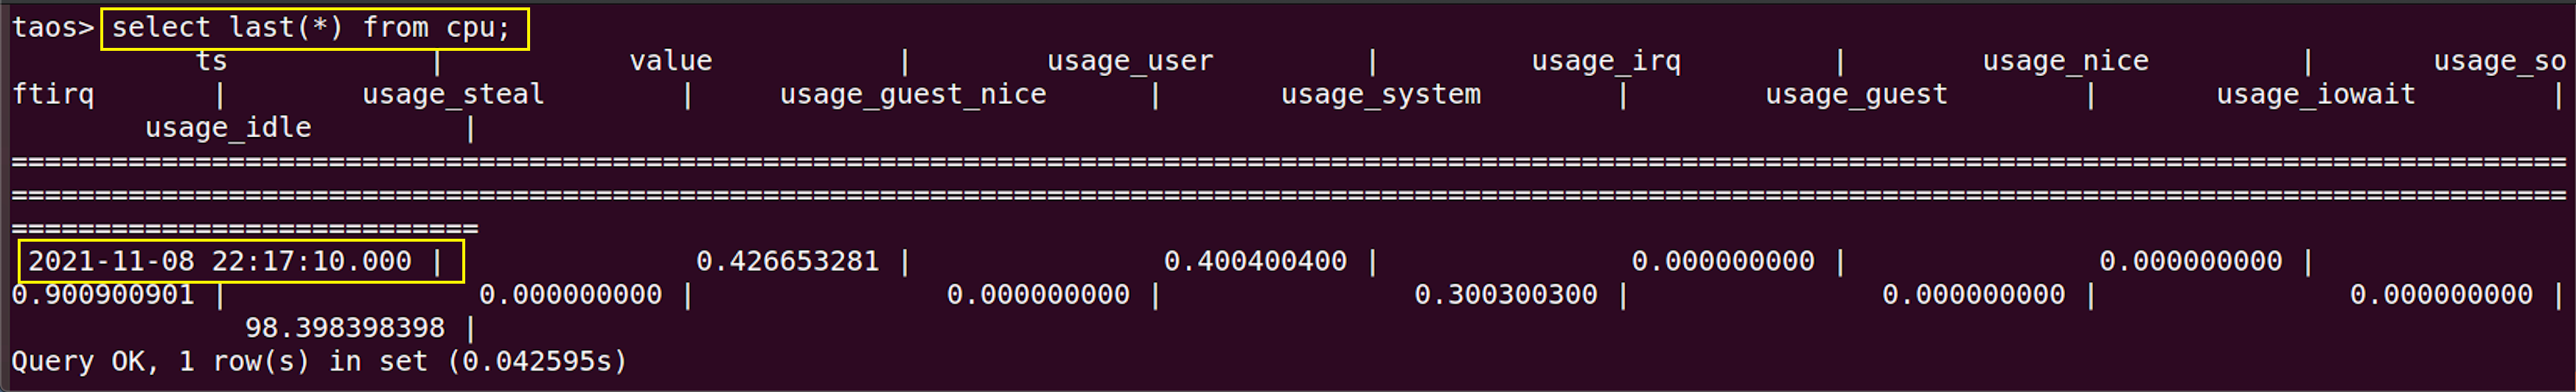 taos> select last(*) from cpu;
ts | value | usage_user | usage_irq | usage_nice | usage_so
ftirq | usage_steal | usage_guest_nice | usage_system | usage_guest | usage_iowait |
usage_idle |
=========================================================================================================================================================
=========================================================================================================================================================
============================
2021-11-08 22:17:10.000 | 0.426653281 | 0.400400400 | 0.000000000 | 0.000000000 |
0.900900901 | 0.000000000 | 0.000000000 | 0.300300300 | 0.000000000 | 0.000000000 |
98.398398398 |
Query OK, 1 row(s) in set (0.042595s)